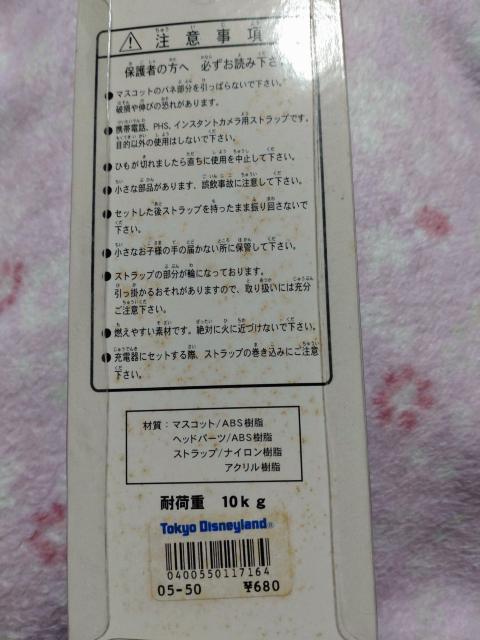 注意事項
保護者の方へ 必ずお読み下さ
●マスコットのバネ部分を引っぱらないで下さい。
破損や伸びの恐れがあります。
●携帯電話、PHS、インスタントカメラ用ストラップです。
目的以外の使用はしないで下さい。
●ひもが切れましたら直ちに使用を中止して下さい。
●小さな部品があります、誤飲事故に注意して下さい。
●セットした後ストラップを持ったまま振り回さないで
下さい。
●小さなお子様の手の届かない所に保管して下さい。
●ストラップの部分が輪になっております。
引っ掛かるおそれがありますので、取り扱いには充分
ご注意下さい。
●燃えやすい素材です。絶対に火に近づけないで下さい。
●充電器にセットする際、ストラップの巻き込みにご注意
下さい。
材質:マスコット/ABS樹脂
ヘッドパーツ/ABS樹脂
ストラップ/ナイロン樹脂
アクリル樹脂
耐荷重 10kg
Tokyo Disneyland®
0400550117164
05-50 ¥680